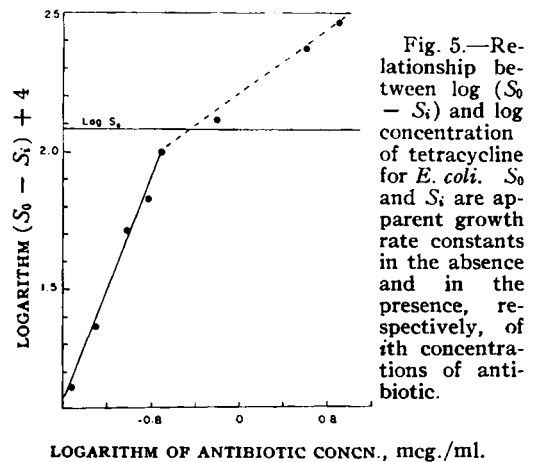 2.5
2.0
1.5
Log S₀
LOGARITHM (S₀ − Sᵢ) + 4
-0.8
0
0.8
LOGARITHM OF ANTIBIOTIC CONCN., mcg./ml.
Fig. 5.—Re-
lationship be-
tween log (S₀
− Sᵢ) and log
concentration
of tetracycline
for E. coli. S₀
and Sᵢ are ap-
parent growth
rate constants
in the absence
and in the
presence, re-
spectively, of
ith concentra-
tions of anti-
biotic.